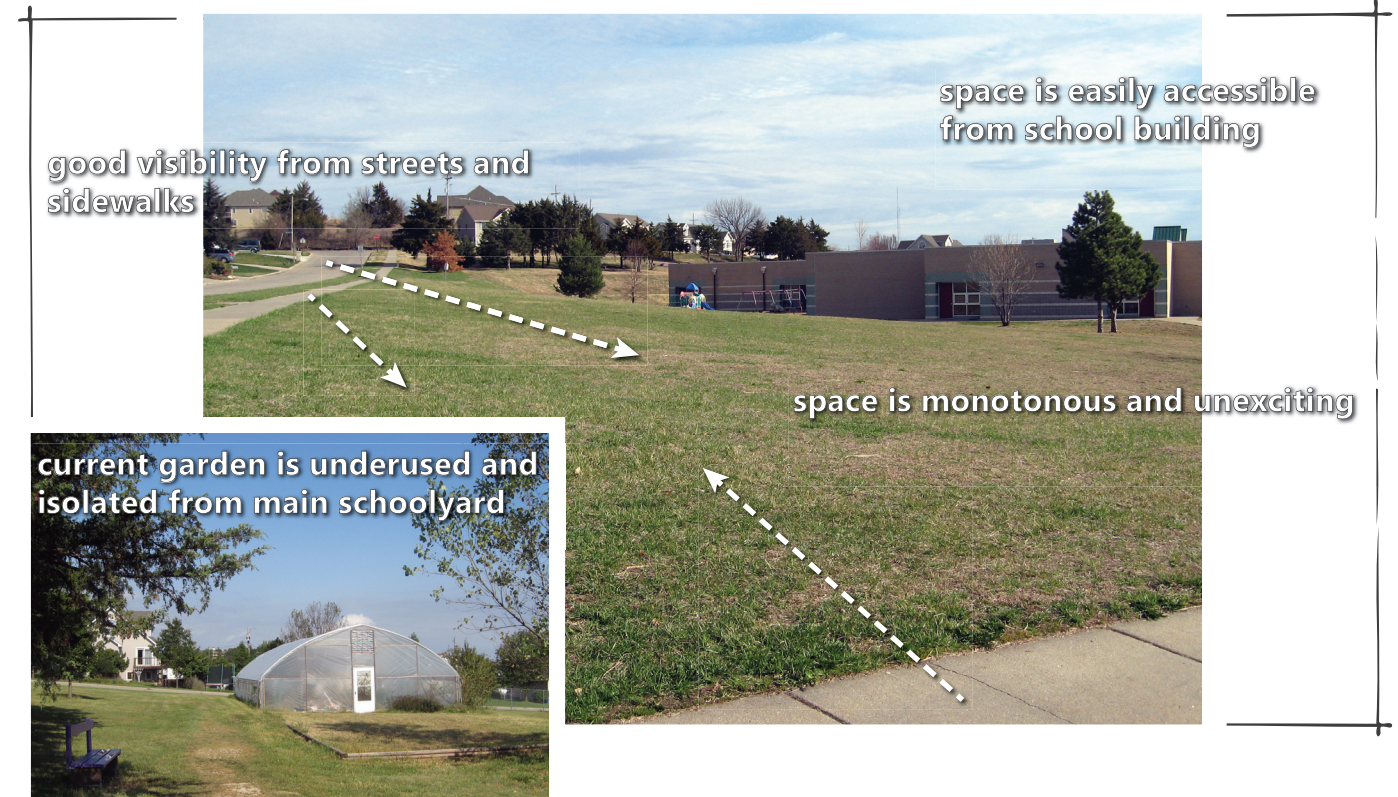 space is easily accessible
from school building
good visibility from streets and
sidewalks
space is monotonous and unexciting
current garden is underused and
isolated from main schoolyard